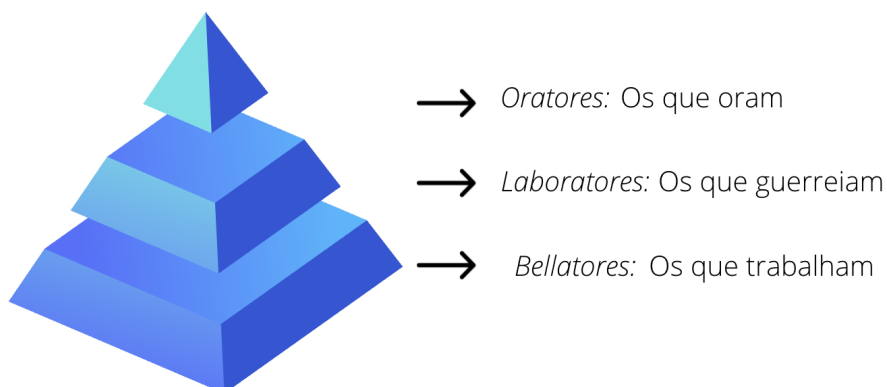 Oratores: Os que oram
Laboratores: Os que guerreiam
Bellatores: Os que trabalham